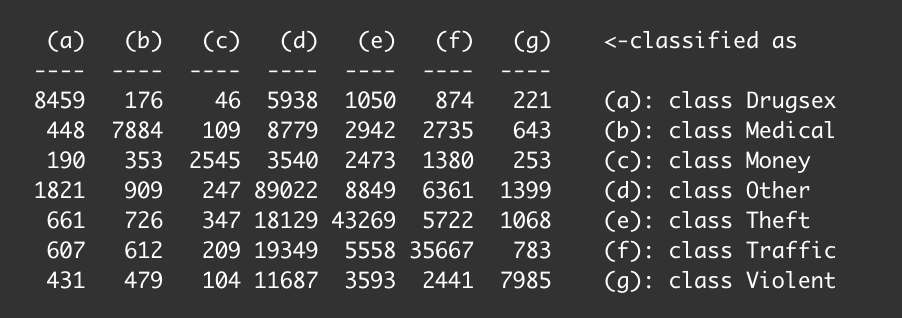 (a) (b) (c) (d) (e) (f) (g) <-classified as
---- ---- ---- ---- ---- ---- ----
8459 176 46 5938 1050 874 221 (a): class Drugsex
448 7884 109 8779 2942 2735 643 (b): class Medical
190 353 2545 3540 2473 1380 253 (c): class Money
1821 909 247 89022 8849 6361 1399 (d): class Other
661 726 347 18129 43269 5722 1068 (e): class Theft
607 612 209 19349 5558 35667 783 (f): class Traffic
431 479 104 11687 3593 2441 7985 (g): class Violent